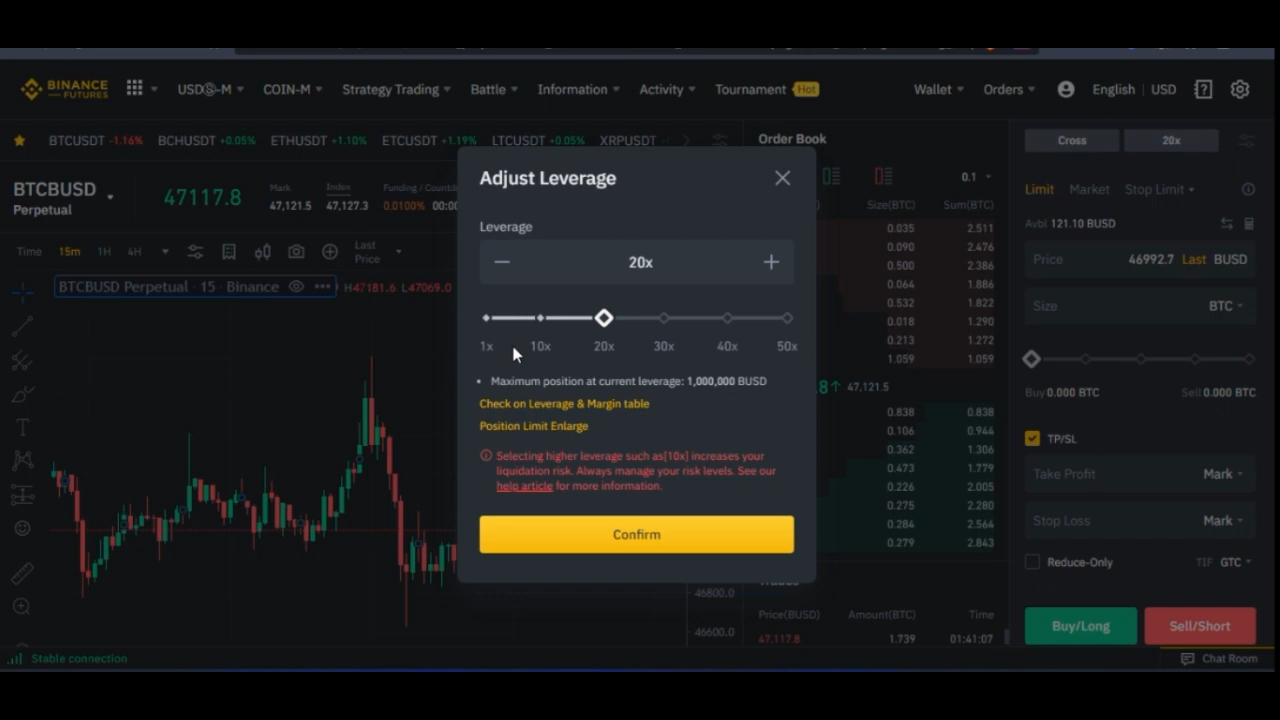 BINANCE
FUTURES
USDⓈ-M
COIN-M
Strategy Trading
Battle
Information
Activity
Tournament Hot
Wallet
Orders
English | USD
BTCUSDT -1.16%
BCHUSDT +0.05%
ETHUSDT +1.10%
ETCUSDT +1.19%
LTCUSDT +0.05%
XRPUSDT
BTCBUSD
Perpetual
47117.8
Mark
47,121.5
Index
47,127.3
Funding / Countd
0.0100% 00:00
Time 15m 1H 4H
Last
Price
BTCBUSD Perpetual · 15 · Binance
H47181.6 L47069.0
46800.0
46600.0
Stable connection
Adjust Leverage
Leverage
20x
1x 10x 20x 30x 40x 50x
Maximum position at current leverage: 1,000,000 BUSD
Check on Leverage & Margin table
Position Limit Enlarge
Selecting higher leverage such as[10x] increases your
liquidation risk. Always manage your risk levels. See our
help article for more information.
Confirm
Order Book
0.1
Size(BTC) Sum(BTC)
0.035 2.511
0.090 2.476
0.500 2.386
0.064 1.886
0.532 1.822
0.018 1.290
0.213 1.272
1.059 1.059
8↑ 47,121.5
0.838 0.838
0.106 0.944
0.362 1.306
0.473 1.779
0.226 2.005
0.275 2.280
0.284 2.564
0.279 2.843
Trades
Price(BUSD) Amount(BTC) Time
47,117.8 1.739 01:41:07
Cross 20x
Limit Market Stop Limit
Avbl 121.10 BUSD
Price 46992.7 Last BUSD
Size BTC
Buy 0.000 BTC Sell 0.000 BTC
TP/SL
Take Profit Mark
Stop Loss Mark
Reduce-Only TIF GTC
Buy/Long Sell/Short
Chat Room